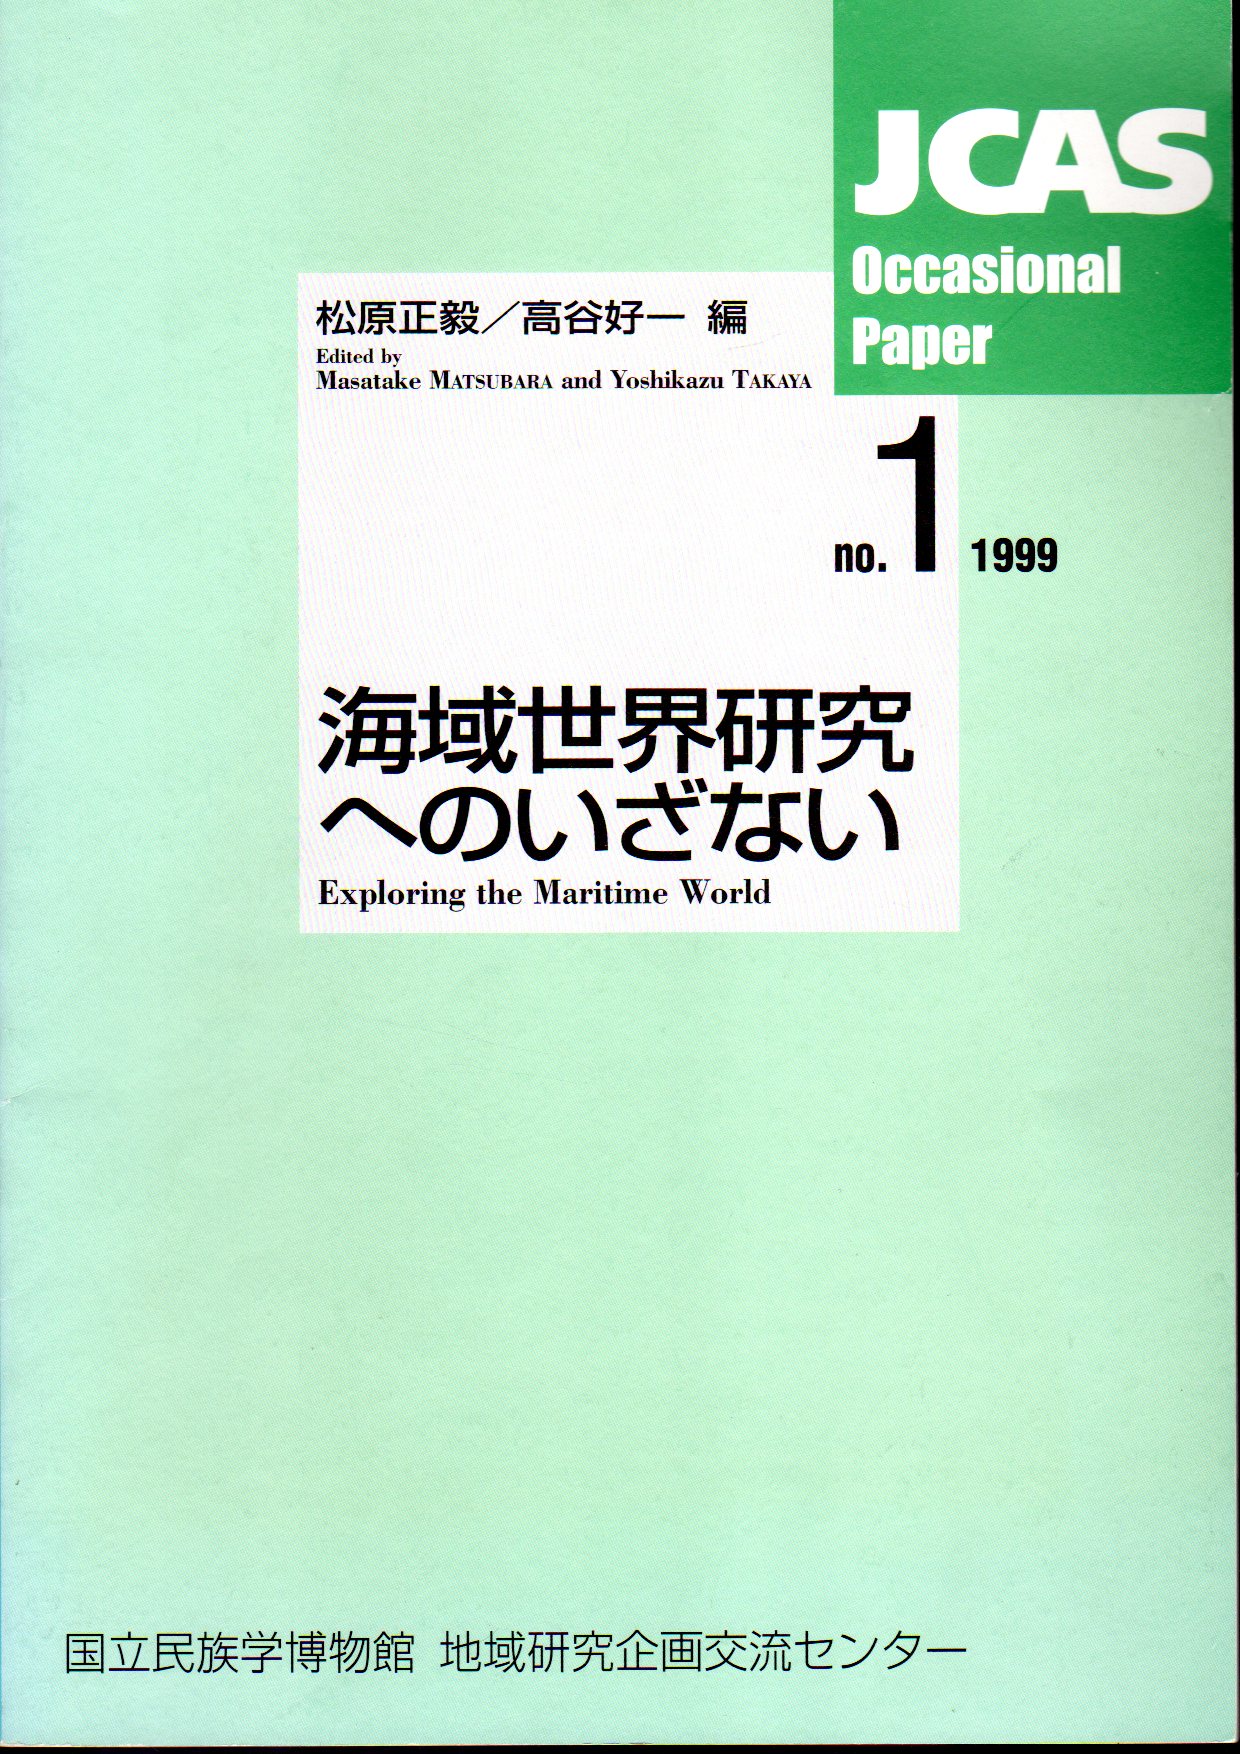 JCAS
Occasional
Paper
松原正毅／高谷好一 編
Edited by
Masatake MATSUBARA and Yoshikazu TAKAYA
no. 1 1999
海域世界研究
へのいざない
Exploring the Maritime World
国立民族学博物館 地域研究企画交流センター